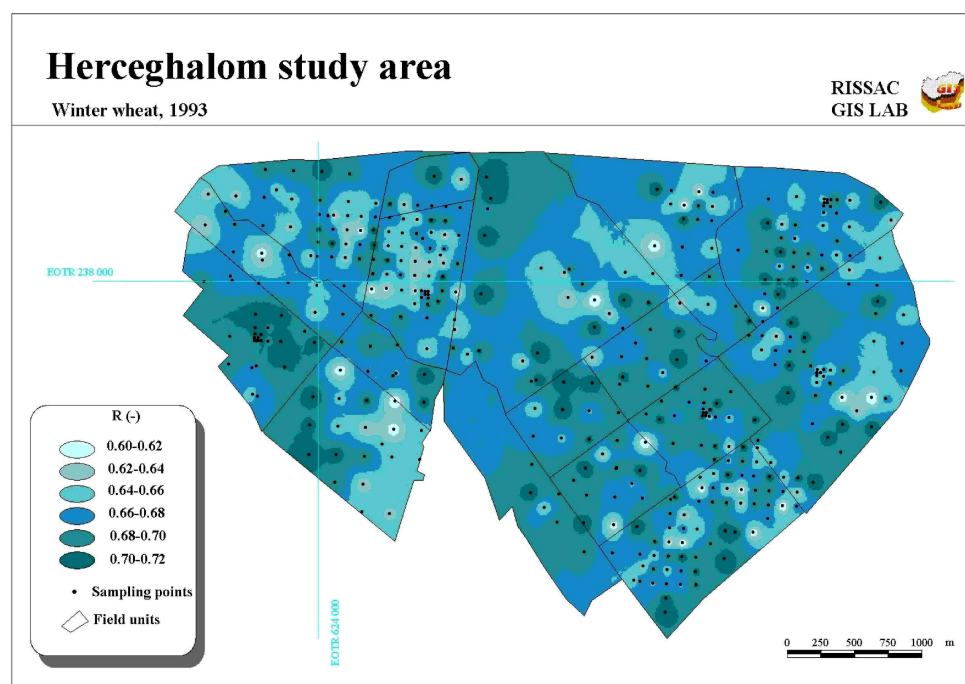 Herceghalom study area
Winter wheat, 1993
RISSAC
GIS LAB
GIS
EOTR 238 000
EOTR 624 000
R (-)
0.60-0.62
0.62-0.64
0.64-0.66
0.66-0.68
0.68-0.70
0.70-0.72
Sampling points
Field units
0 250 500 750 1000 m